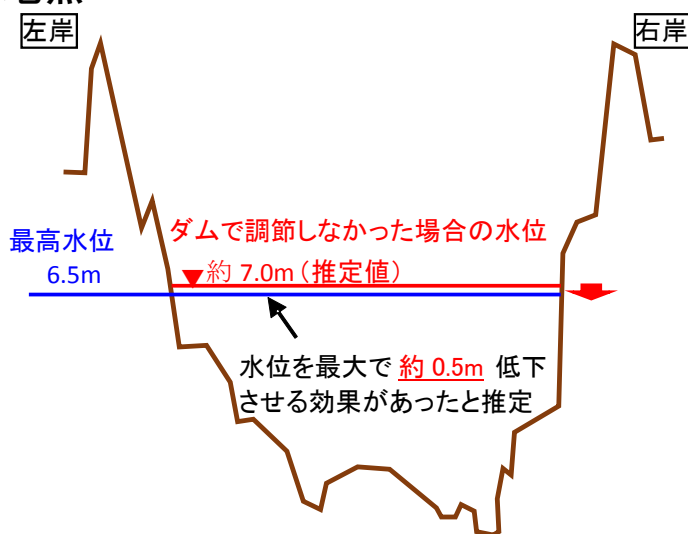 左岸
右岸
ダムで調節しなかった場合の水位
最高水位
6.5m
約 7.0m（推定値）
水位を最大で 約 0.5m 低下
させる効果があったと推定